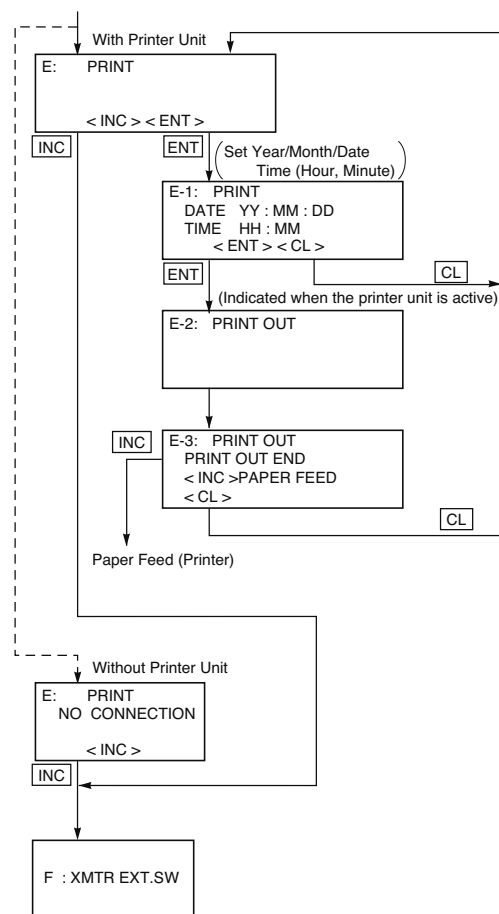 With Printer Unit
E: PRINT
< INC > < ENT >
INC
ENT
(Set Year/Month/Date
Time (Hour, Minute))
E-1: PRINT
DATE YY : MM : DD
TIME HH : MM
< ENT > < CL >
ENT
CL
(Indicated when the printer unit is active)
E-2: PRINT OUT
E-3: PRINT OUT
PRINT OUT END
< INC >PAPER FEED
< CL >
INC
CL
Paper Feed (Printer)
Without Printer Unit
E: PRINT
NO CONNECTION
< INC >
INC
F : XMTR EXT.SW